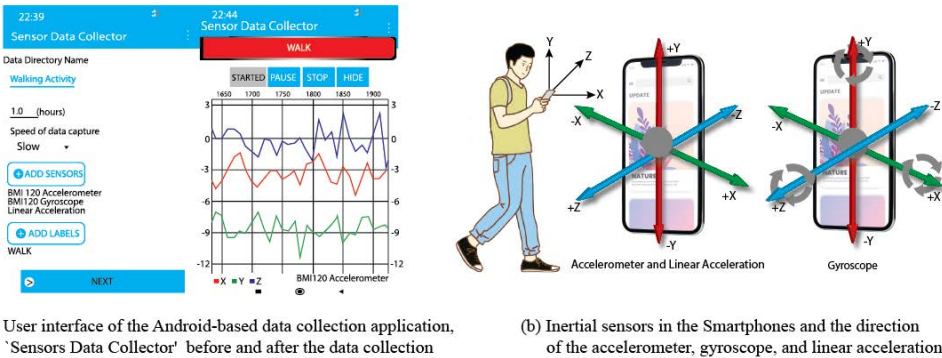 22:39
Sensor Data Collector
Data Directory Name
Walking Activity
1.0 (hours)
Speed of data capture
Slow
ADD SENSORS
BMI 120 Accelerometer
BMI120 Gyroscope
Linear Acceleration
ADD LABELS
WALK
NEXT
22:44
Sensor Data Collector
WALK
STARTED PAUSE STOP HIDE
1650 1700 1750 1800 1850 1900
3 3
0 0
-3 -3
-6 -6
-9 -9
-12 -12
X Y Z BMI120 Accelerometer
User interface of the Android-based data collection application,
`Sensors Data Collector' before and after the data collection
Y
Z
X
+Y
-X
-Z
UPDATE
NATURE
+Z
+X
-Y
Accelerometer and Linear Acceleration
+Y
-X
-Z
UPDATE
NATURE
+Z
+X
-Y
Gyroscope
(b) Inertial sensors in the Smartphones and the direction
of the accelerometer, gyroscope, and linear acceleration